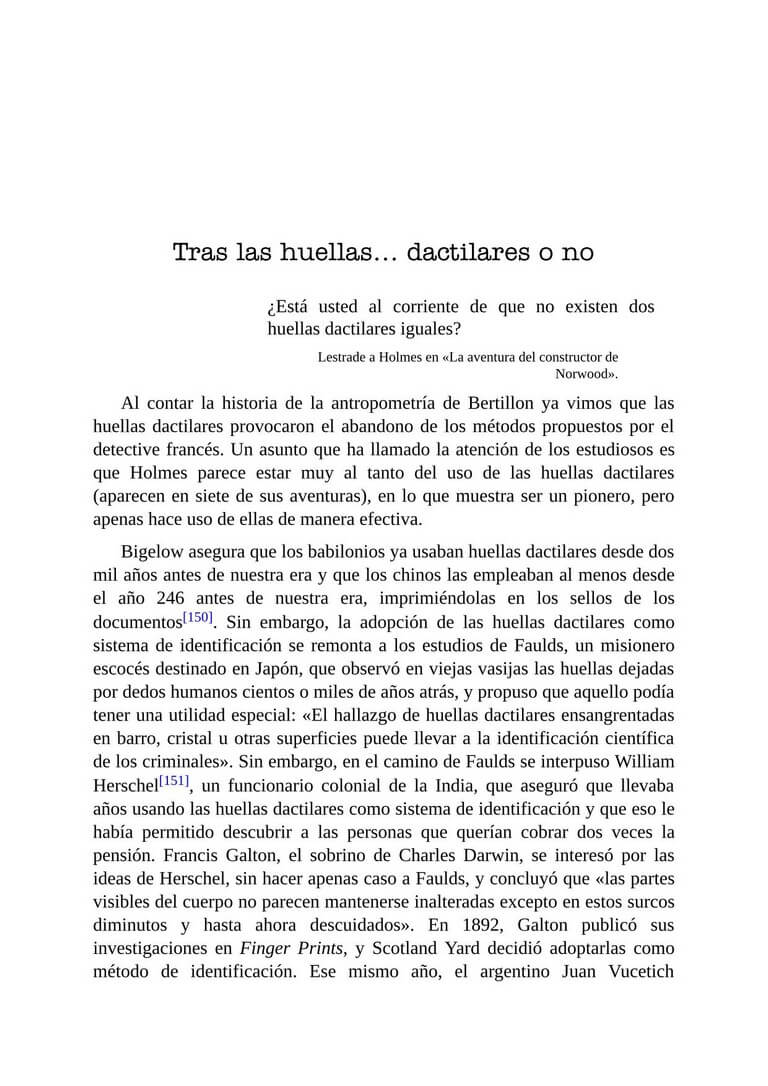 Tras las huellas… dactilares o no
¿Está usted al corriente de que no existen dos
huellas dactilares iguales?
Lestrade a Holmes en «La aventura del constructor de
Norwood».
Al contar la historia de la antropometría de Bertillon ya vimos que las
huellas dactilares provocaron el abandono de los métodos propuestos por el
detective francés. Un asunto que ha llamado la atención de los estudiosos es
que Holmes parece estar muy al tanto del uso de las huellas dactilares
(aparecen en siete de sus aventuras), en lo que muestra ser un pionero, pero
apenas hace uso de ellas de manera efectiva.
Bigelow asegura que los babilonios ya usaban huellas dactilares desde dos
mil años antes de nuestra era y que los chinos las empleaban al menos desde
el año 246 antes de nuestra era, imprimiéndolas en los sellos de los
documentos[150]. Sin embargo, la adopción de las huellas dactilares como
sistema de identificación se remonta a los estudios de Faulds, un misionero
escocés destinado en Japón, que observó en viejas vasijas las huellas dejadas
por dedos humanos cientos o miles de años atrás, y propuso que aquello podía
tener una utilidad especial: «El hallazgo de huellas dactilares ensangrentadas
en barro, cristal u otras superficies puede llevar a la identificación científica
de los criminales». Sin embargo, en el camino de Faulds se interpuso William
Herschel[151], un funcionario colonial de la India, que aseguró que llevaba
años usando las huellas dactilares como sistema de identificación y que eso le
había permitido descubrir a las personas que querían cobrar dos veces la
pensión. Francis Galton, el sobrino de Charles Darwin, se interesó por las
ideas de Herschel, sin hacer apenas caso a Faulds, y concluyó que «las partes
visibles del cuerpo no parecen mantenerse inalteradas excepto en estos surcos
diminutos y hasta ahora descuidados». En 1892, Galton publicó sus
investigaciones en Finger Prints, y Scotland Yard decidió adoptarlas como
método de identificación. Ese mismo año, el argentino Juan Vucetich